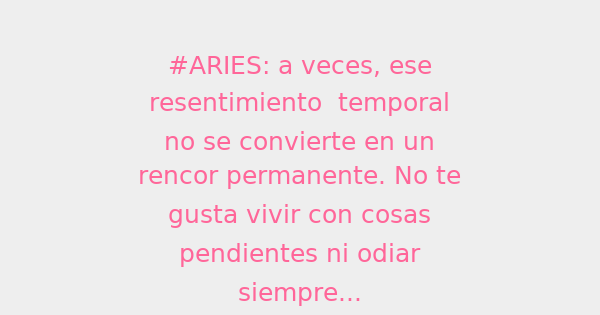 #ARIES: a veces, ese
resentimiento  temporal
no se convierte en un
rencor permanente. No te
gusta vivir con cosas
pendientes ni odiar
siempre...